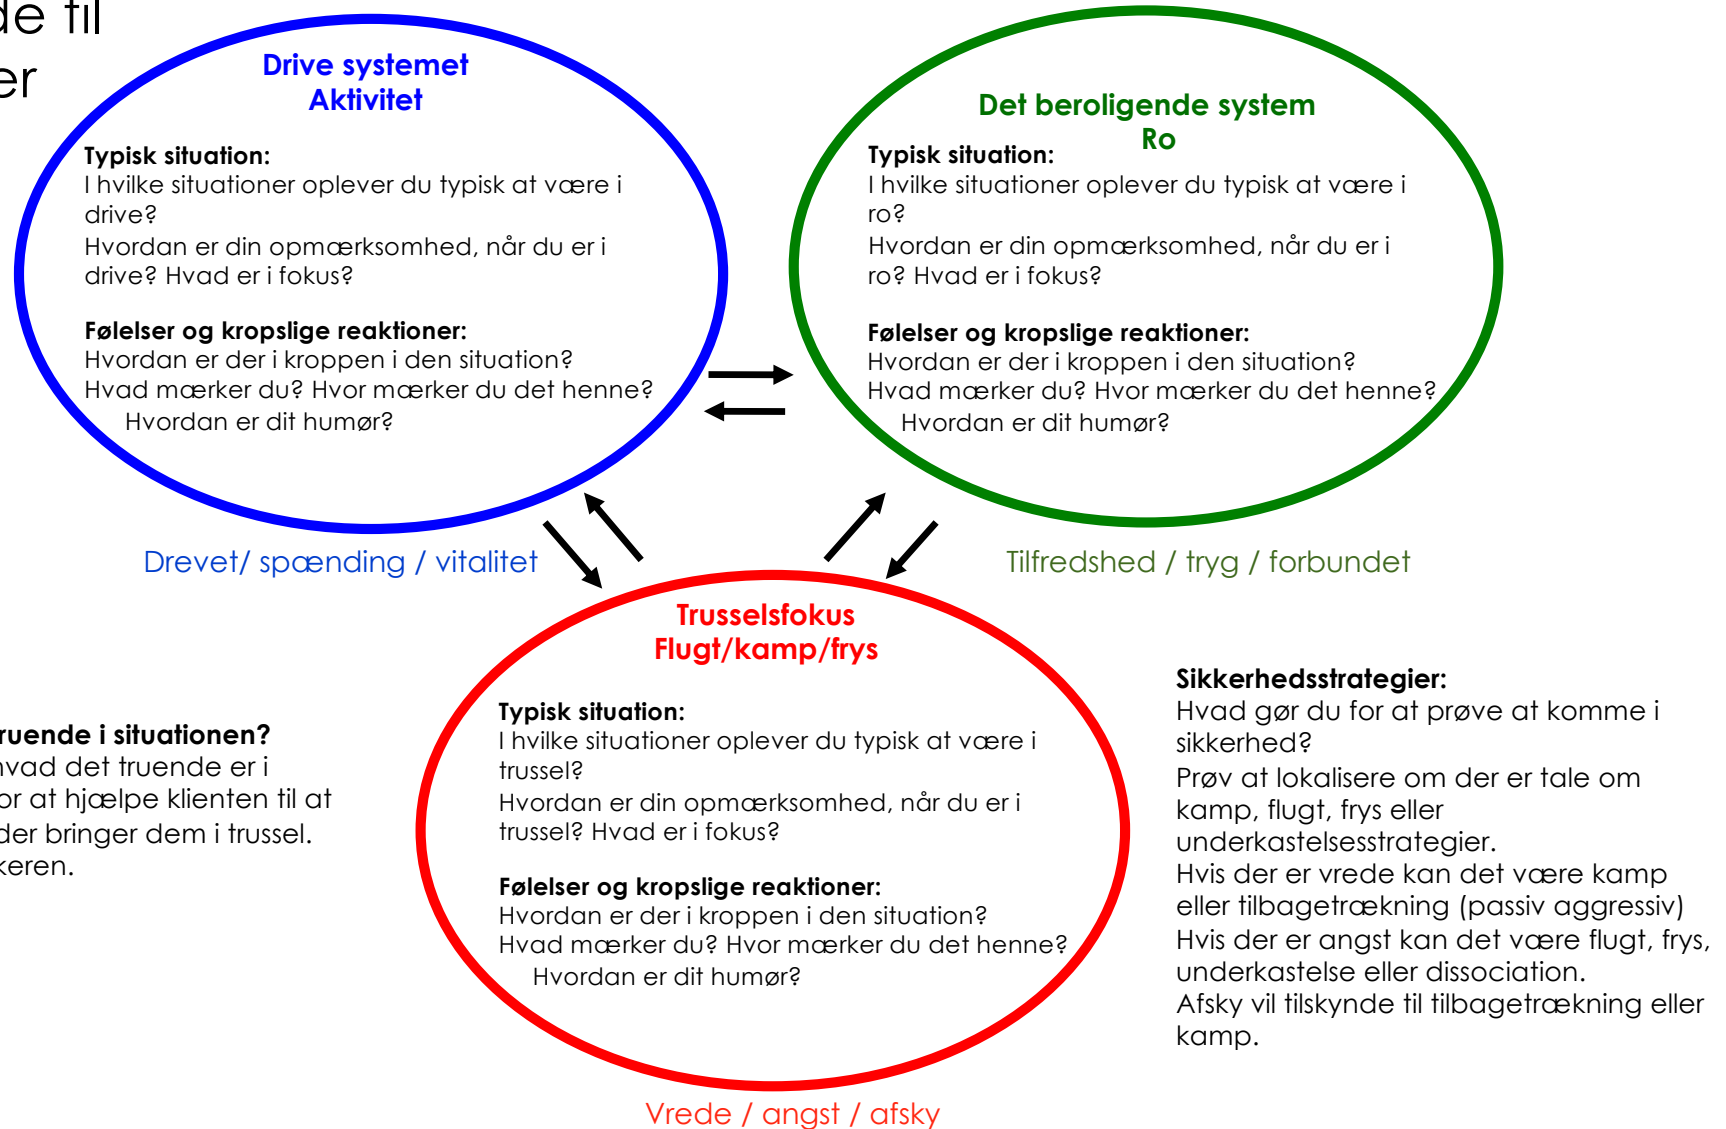 de til
er
Drive systemet
Aktivitet
Typisk situation:
I hvilke situationer oplever du typisk at være i
drive?
Hvordan er din opmærksomhed, når du er i
drive? Hvad er i fokus?
Følelser og kropslige reaktioner:
Hvordan er der i kroppen i den situation?
Hvad mærker du? Hvor mærker du det henne?
Hvordan er dit humør?
Drevet/ spænding / vitalitet
Det beroligende system
Ro
Typisk situation:
I hvilke situationer oplever du typisk at være i
ro?
Hvordan er din opmærksomhed, når du er i
ro? Hvad er i fokus?
Følelser og kropslige reaktioner:
Hvordan er der i kroppen i den situation?
Hvad mærker du? Hvor mærker du det henne?
Hvordan er dit humør?
Tilfredshed / tryg / forbundet
ruende i situationen?
hvad det truende er i
or at hjælpe klienten til at
der bringer dem i trussel.
keren.
Trusselsfokus
Flugt/kamp/frys
Typisk situation:
I hvilke situationer oplever du typisk at være i
trussel?
Hvordan er din opmærksomhed, når du er i
trussel? Hvad er i fokus?
Følelser og kropslige reaktioner:
Hvordan er der i kroppen i den situation?
Hvad mærker du? Hvor mærker du det henne?
Hvordan er dit humør?
Vrede / angst / afsky
Sikkerhedsstrategier:
Hvad gør du for at prøve at komme i
sikkerhed?
Prøv at lokalisere om der er tale om
kamp, flugt, frys eller
underkastelsesstrategier.
Hvis der er vrede kan det være kamp
eller tilbagetrækning (passiv aggressiv)
Hvis der er angst kan det være flugt, frys,
underkastelse eller dissociation.
Afsky vil tilskynde til tilbagetrækning eller
kamp.